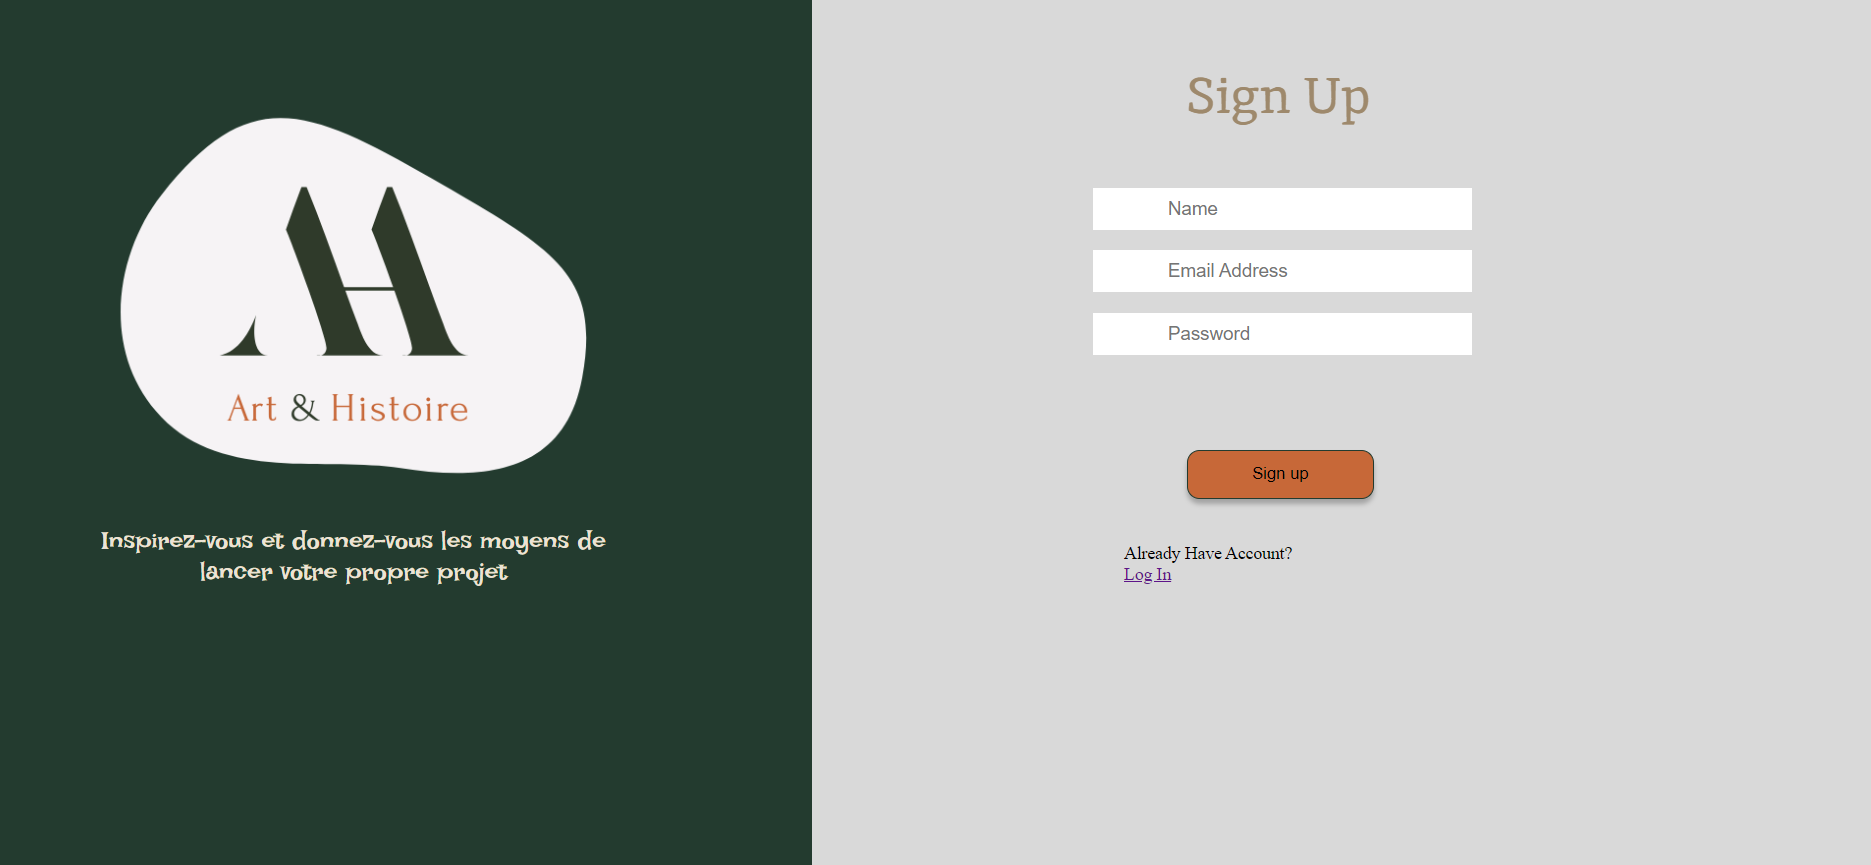 AH
Art & Histoire
Inspirez-vous et donnez-vous les moyens de
lancer votre propre projet
Sign Up
Name
Email Address
Password
Sign up
Already Have Account?
Log In